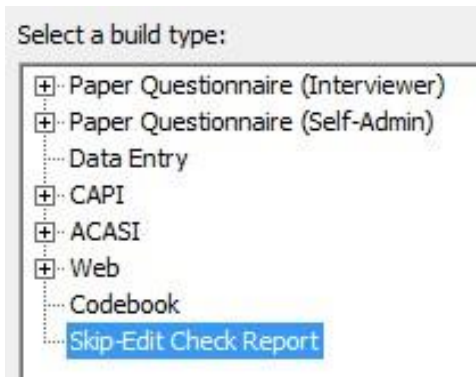 Select a build type:
Paper Questionnaire (Interviewer)
Paper Questionnaire (Self-Admin)
Data Entry
CAPI
ACASI
Web
Codebook
Skip-Edit Check Report